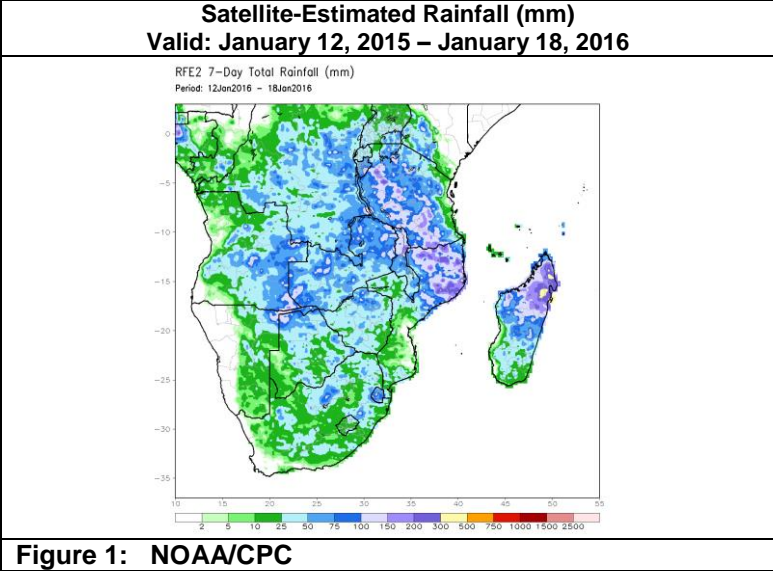 Satellite-Estimated Rainfall (mm)
Valid: January 12, 2015 – January 18, 2016
RFE2 7-Day Total Rainfall (mm)
Period: 12Jan2016 - 18Jan2016
0
-5
-10
-15
-20
-25
-30
-35
10 15 20 25 30 35 40 45 50 55
2 5 10 25 50 75 100 150 200 300 500 750 1000 1500 2500
Figure 1: NOAA/CPC